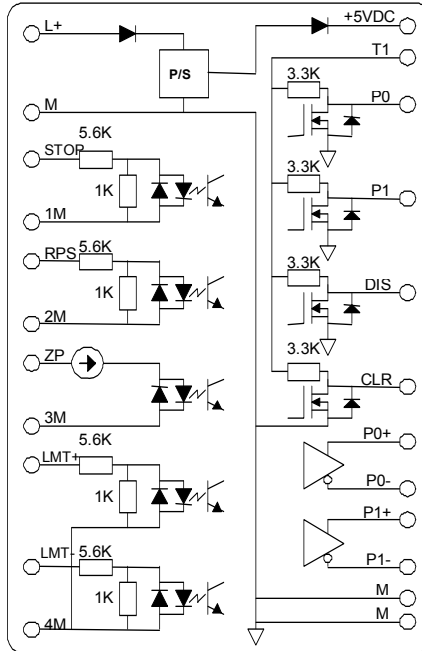 L+
P/S
M
STOP
5.6K
1K
1M
RPS
5.6K
1K
2M
ZP
3M
5.6K
LMT+
1K
LMT-
5.6K
1K
4M
+5VDC
T1
3.3K
P0
3.3K
P1
3.3K
DIS
3.3K
CLR
P0+
P0-
P1+
P1-
M
M